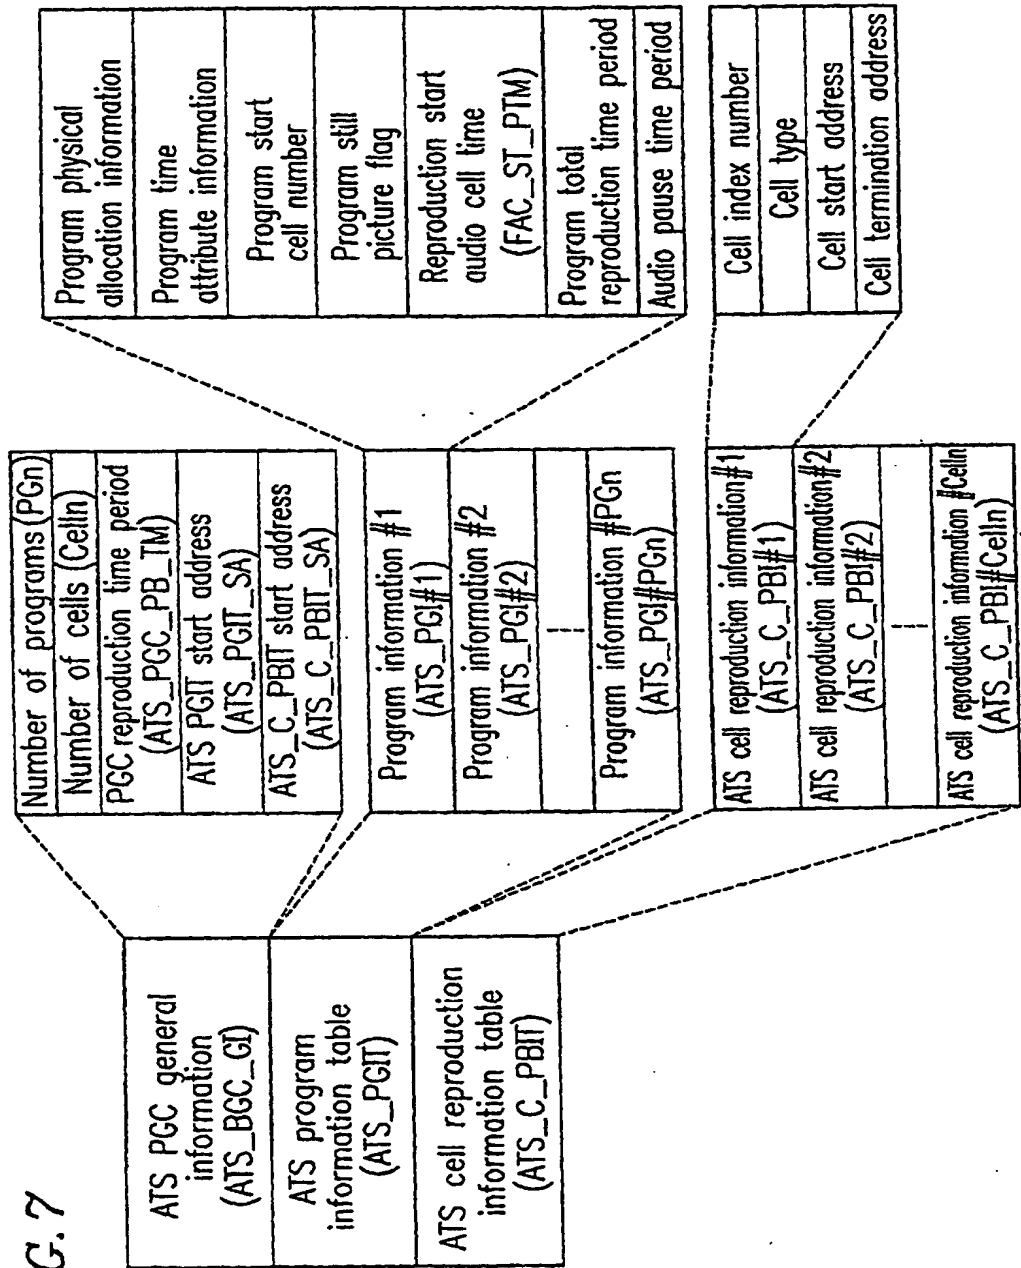 G.7
ATS PGC general
information
(ATS_BGC_GI)
ATS program
information table
(ATS_PGIT)
ATS cell reproduction
information table
(ATS_C_PBIT)
Number of programs (PGn)
Number of cells (Celln)
PGC reproduction time period
(ATS_PGC_PB_TM)
ATS PGIT start address
(ATS_PGIT_SA)
ATS_C_PBIT start address
(ATS_C_PBIT_SA)
Program information #1
(ATS_PGI#1)
Program information #2
(ATS_PGI#2)
Program information #PGn
(ATS_PGI#PGn)
ATS cell reproduction information#1
(ATS_C_PBI#1)
ATS cell reproduction information#2
(ATS_C_PBI#2)
ATS cell reproduction information #Celln
(ATS_C_PBI#Celln)
Program physical
allocation information
Program time
attribute information
Program start
cell number
Program still
picture flag
Reproduction start
audio cell time
(FAC_ST_PTM)
Program total
reproduction time period
Audio pause time period
Cell index number
Cell type
Cell start address
Cell termination address